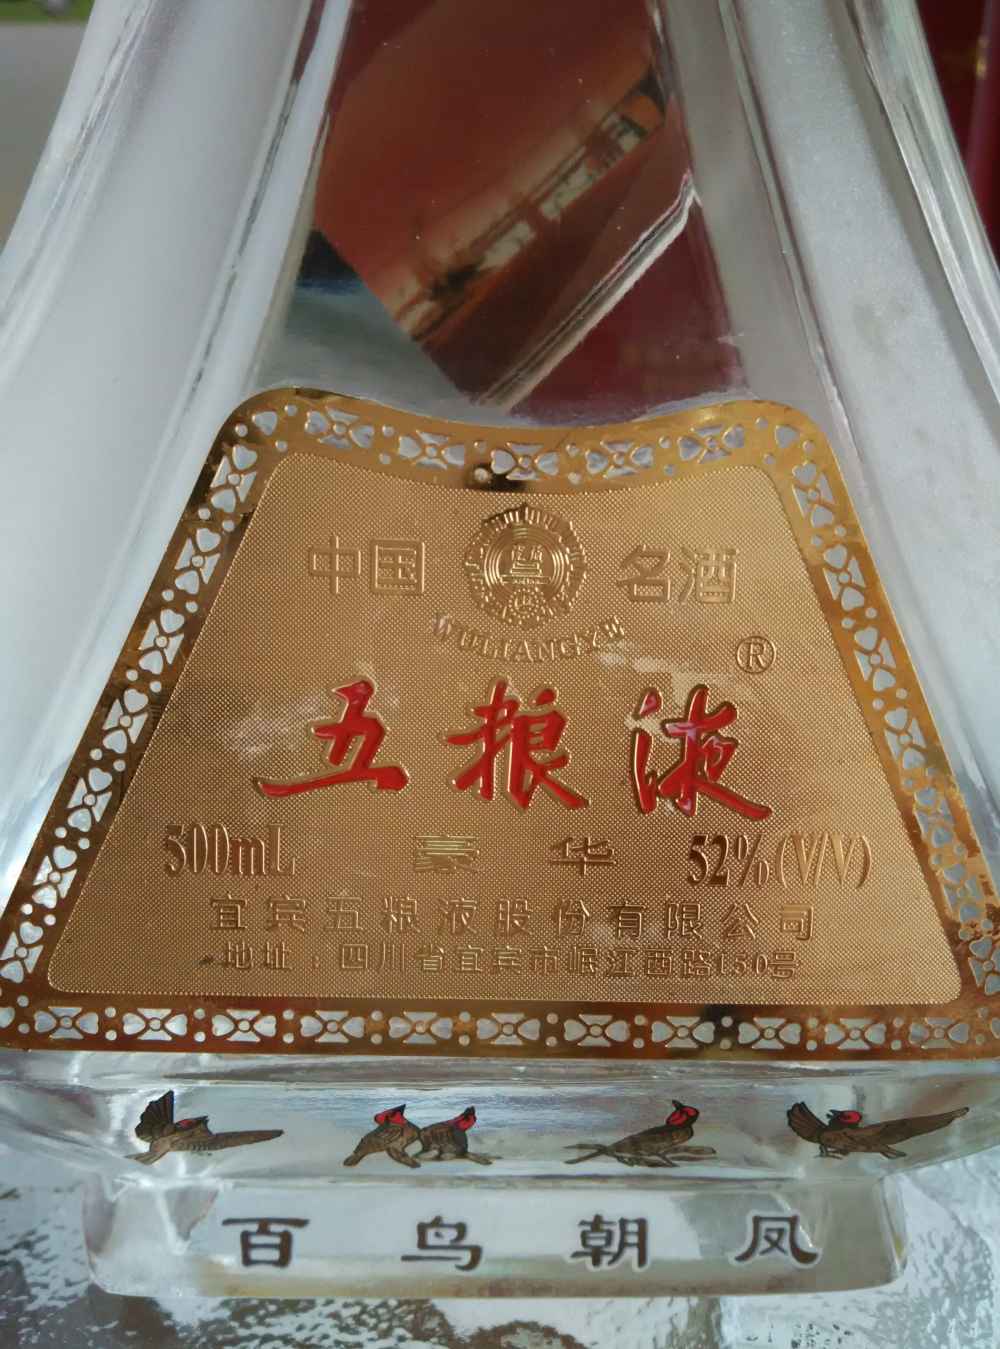 中国 名酒
WULIANGYE
®
五粮液
500mL 豪华 52%(V/V)
宜宾五粮液股份有限公司
地址:四川省宜宾市岷江西路150号
百鸟朝凤